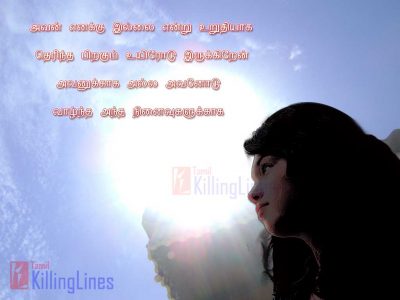 அவன் எனக்கு இல்லை என்று உறுதியாக
தெரிந்த பிறகும் உயிரோடு இருக்கிறேன்
அவனுக்காக அல்ல அவனோடு
வாழ்ந்த அந்த நினைவுகளுக்காக
Tamil
KillingLines
Tamil
KillingLines